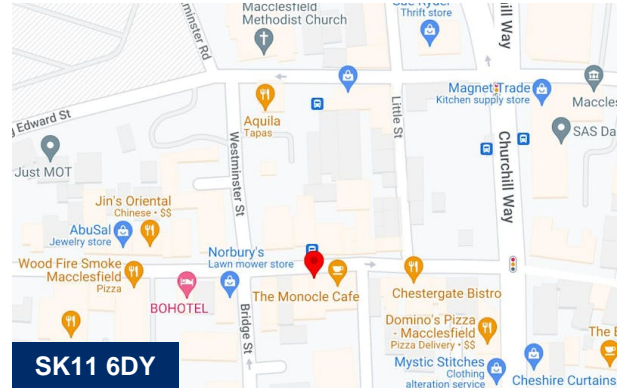 Sue Ryder
Thrift store
Macclesfield
Methodist Church
Churchill Way
Magnet Trade
Kitchen supply store
Aquila
Tapas
Little St
Westminster St
SAS Da
Just MOT
Churchill Way
Jin's Oriental
Chinese • $$
AbuSal
Jewelry store
Norbury's
Lawn mower store
Wood Fire Smoke
Macclesfield
Pizza
BOHOTEL
The Monocle Cafe
Chestergate Bistro
Bridge St
Domino's Pizza
- Macclesfield
Pizza Delivery • $$
Mystic Stitches
Clothing
alteration service
Cheshire Curtains
SK11 6DY